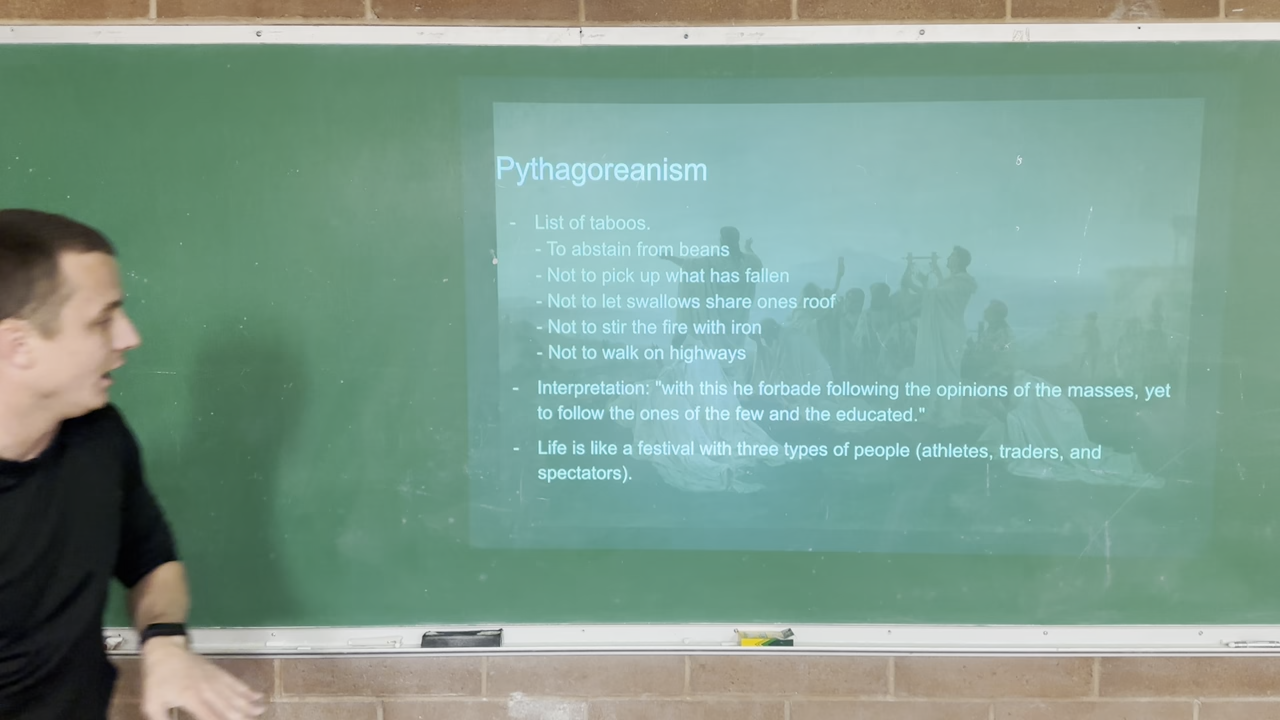 Pythagoreanism
- List of taboos.
- To abstain from beans
- Not to pick up what has fallen
- Not to let swallows share ones roof
- Not to stir the fire with iron
- Not to walk on highways
- Interpretation: "with this he forbade following the opinions of the masses, yet
to follow the ones of the few and the educated."
- Life is like a festival with three types of people (athletes, traders, and
spectators).